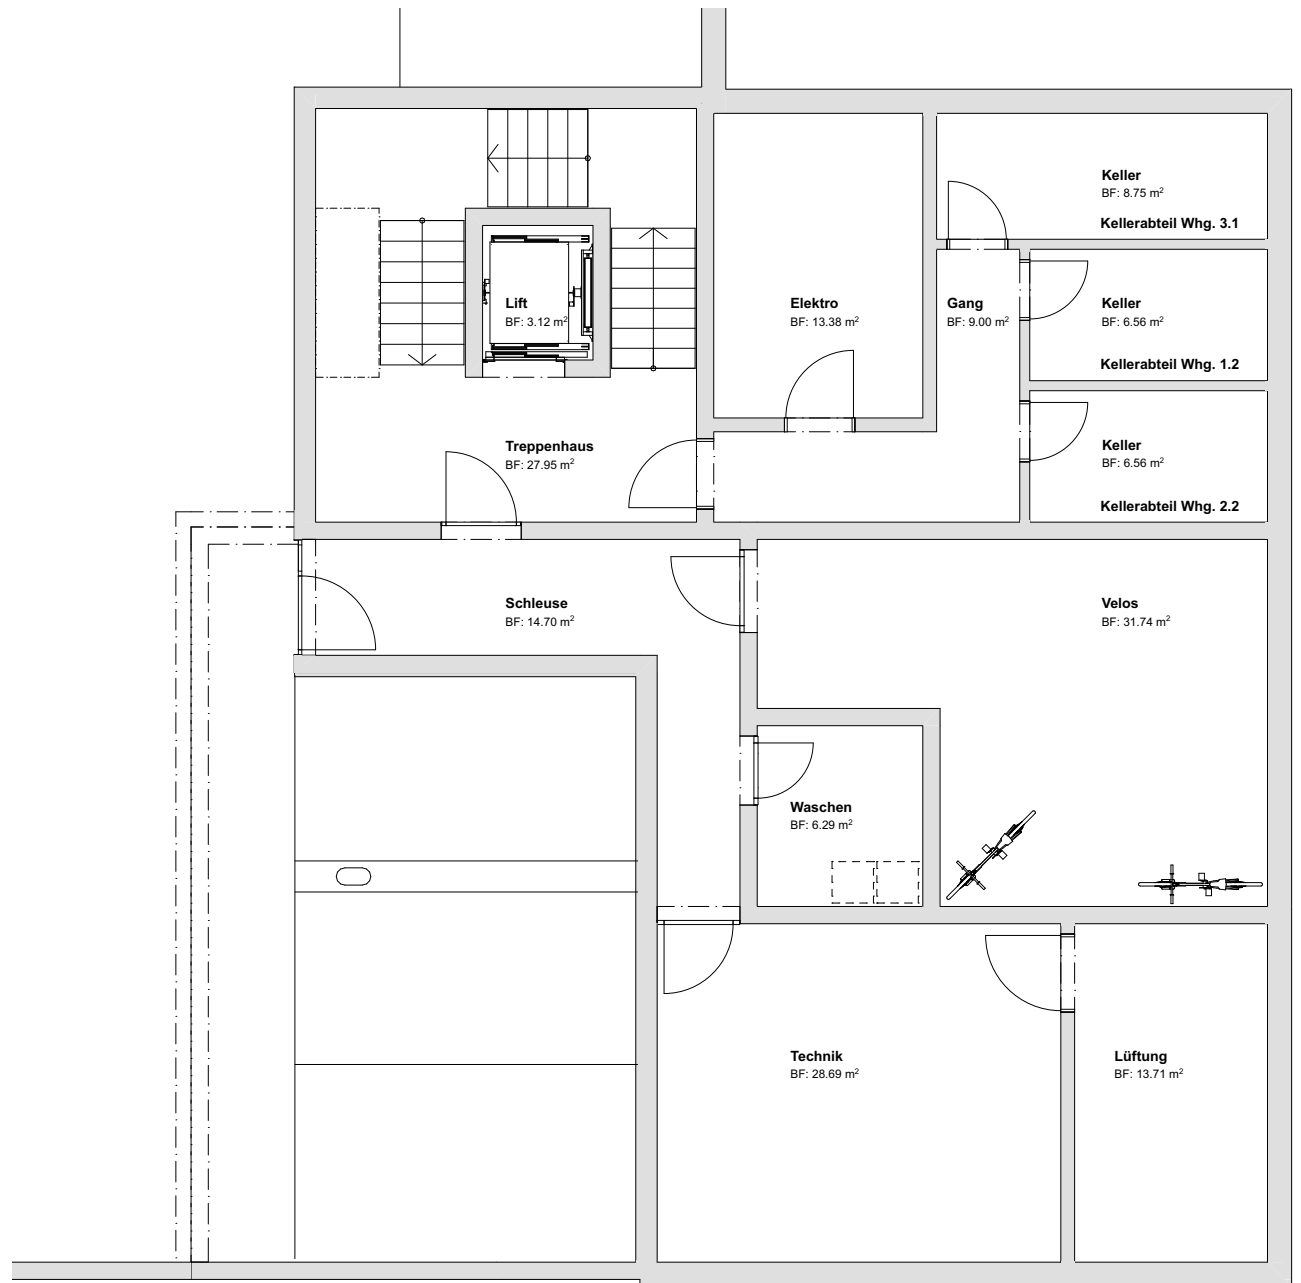 Keller
BF: 8.75 m²
Kellerabteil Whg. 3.1
Lift
BF: 3.12 m²
Elektro
BF: 13.38 m²
Gang
BF: 9.00 m²
Keller
BF: 6.56 m²
Kellerabteil Whg. 1.2
Treppenhaus
BF: 27.95 m²
Keller
BF: 6.56 m²
Kellerabteil Whg. 2.2
Schleuse
BF: 14.70 m²
Velos
BF: 31.74 m²
Waschen
BF: 6.29 m²
Technik
BF: 28.69 m²
Lüftung
BF: 13.71 m²